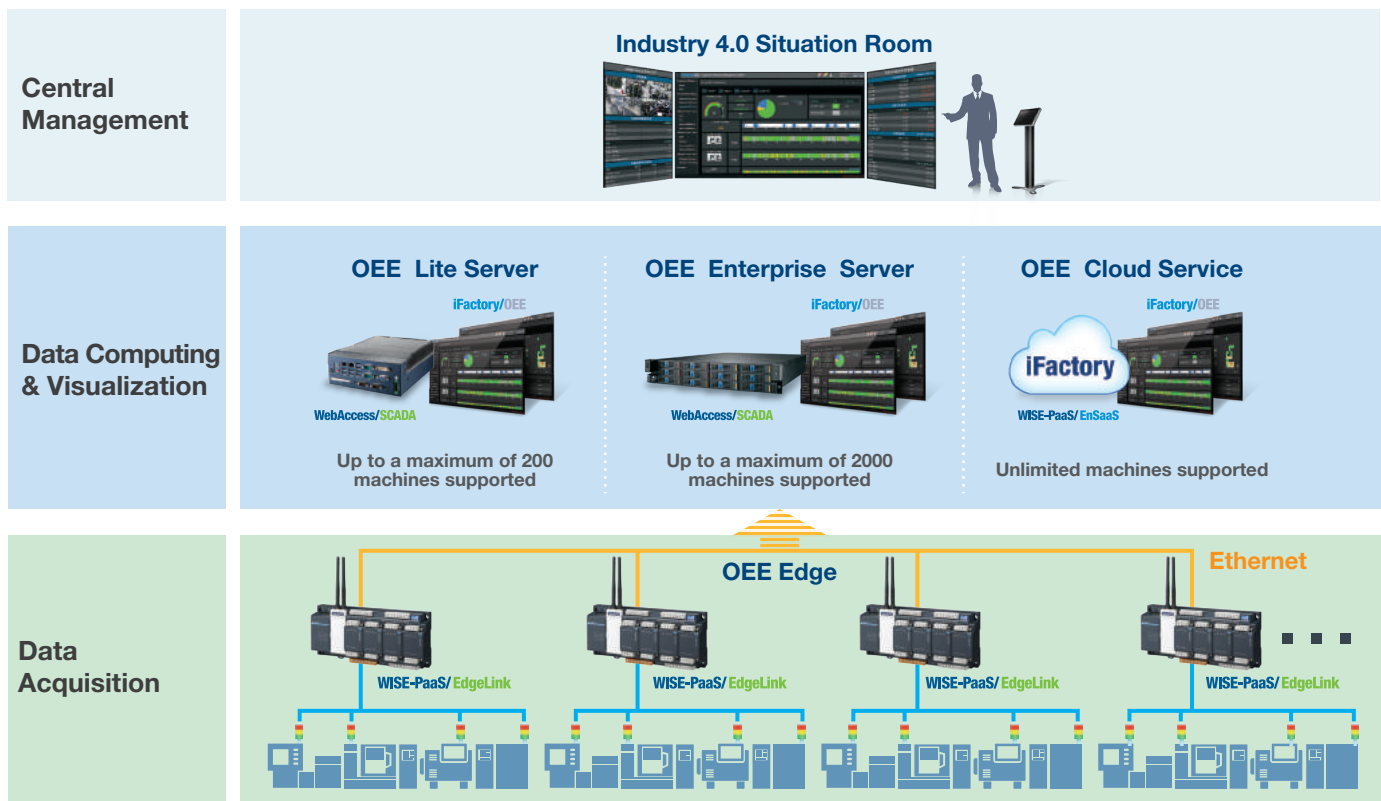 Central
Management
Industry 4.0 Situation Room
Data Computing
& Visualization
OEE Lite Server
iFactory/OEE
WebAccess/SCADA
Up to a maximum of 200
machines supported
OEE Enterprise Server
iFactory/OEE
WebAccess/SCADA
Up to a maximum of 2000
machines supported
OEE Cloud Service
iFactory/OEE
iFactory
WISE-PaaS/EnSaaS
Unlimited machines supported
Data
Acquisition
OEE Edge
Ethernet
WISE-PaaS/EdgeLink
WISE-PaaS/EdgeLink
WISE-PaaS/EdgeLink
WISE-PaaS/EdgeLink